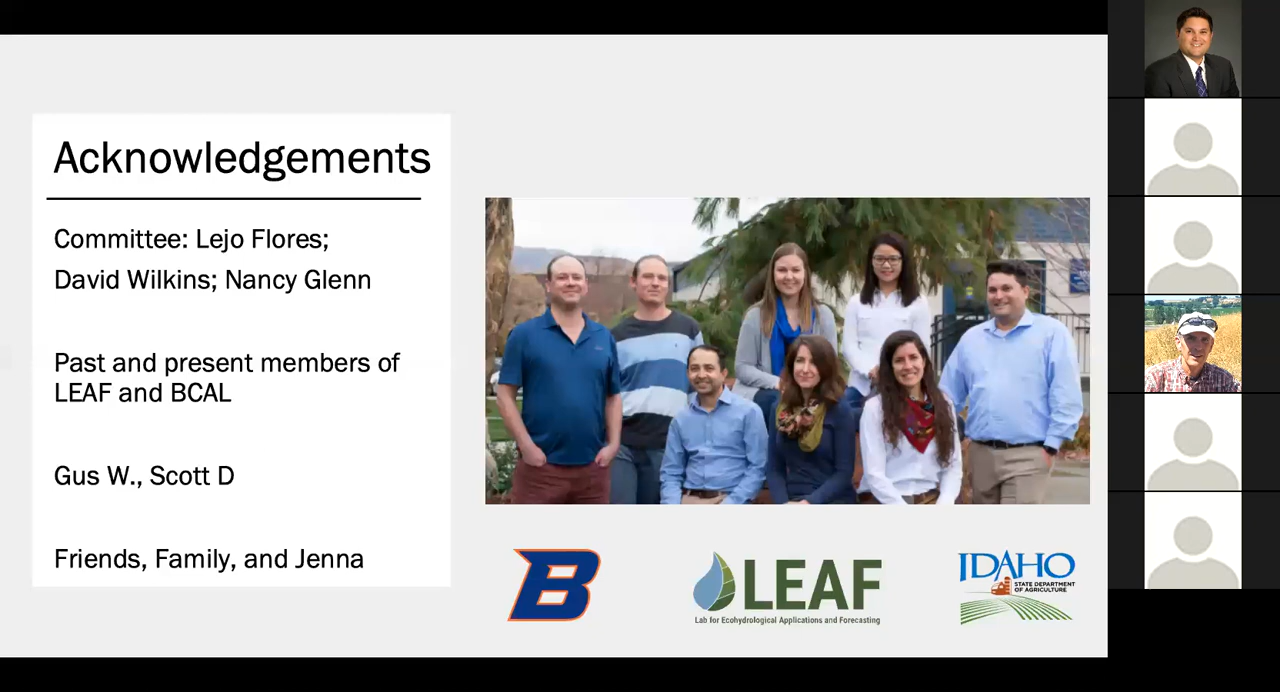 Acknowledgements
Committee: Lejo Flores;
David Wilkins; Nancy Glenn
Past and present members of
LEAF and BCAL
Gus W., Scott D
Friends, Family, and Jenna
B
LEAF
Lab for Ecohydrological Applications and Forecasting
IDAHO
STATE DEPARTMENT
OF AGRICULTURE